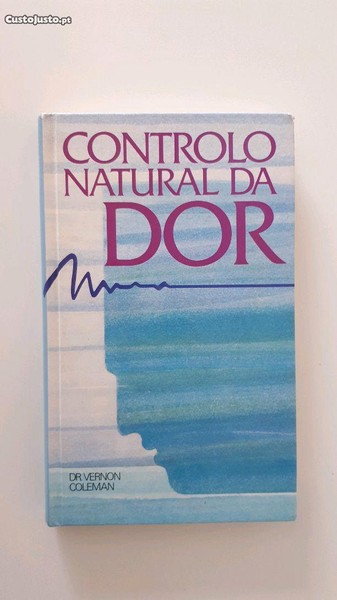 CustoJusto.pt
CONTROLO
NATURAL DA
DOR
DR. VERNON
COLEMAN